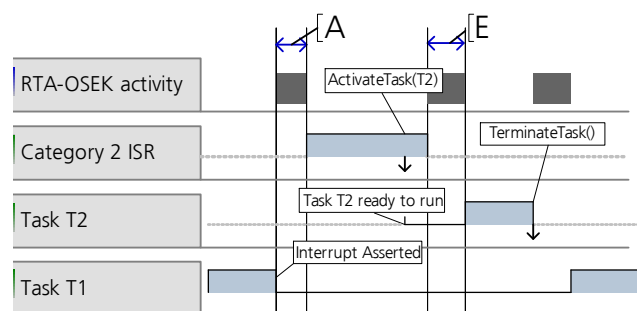 [A
[E
RTA-OSEK activity
ActivateTask(T2)
Category 2 ISR
TerminateTask()
Task T2 ready to run
Task T2
Interrupt Asserted
Task T1